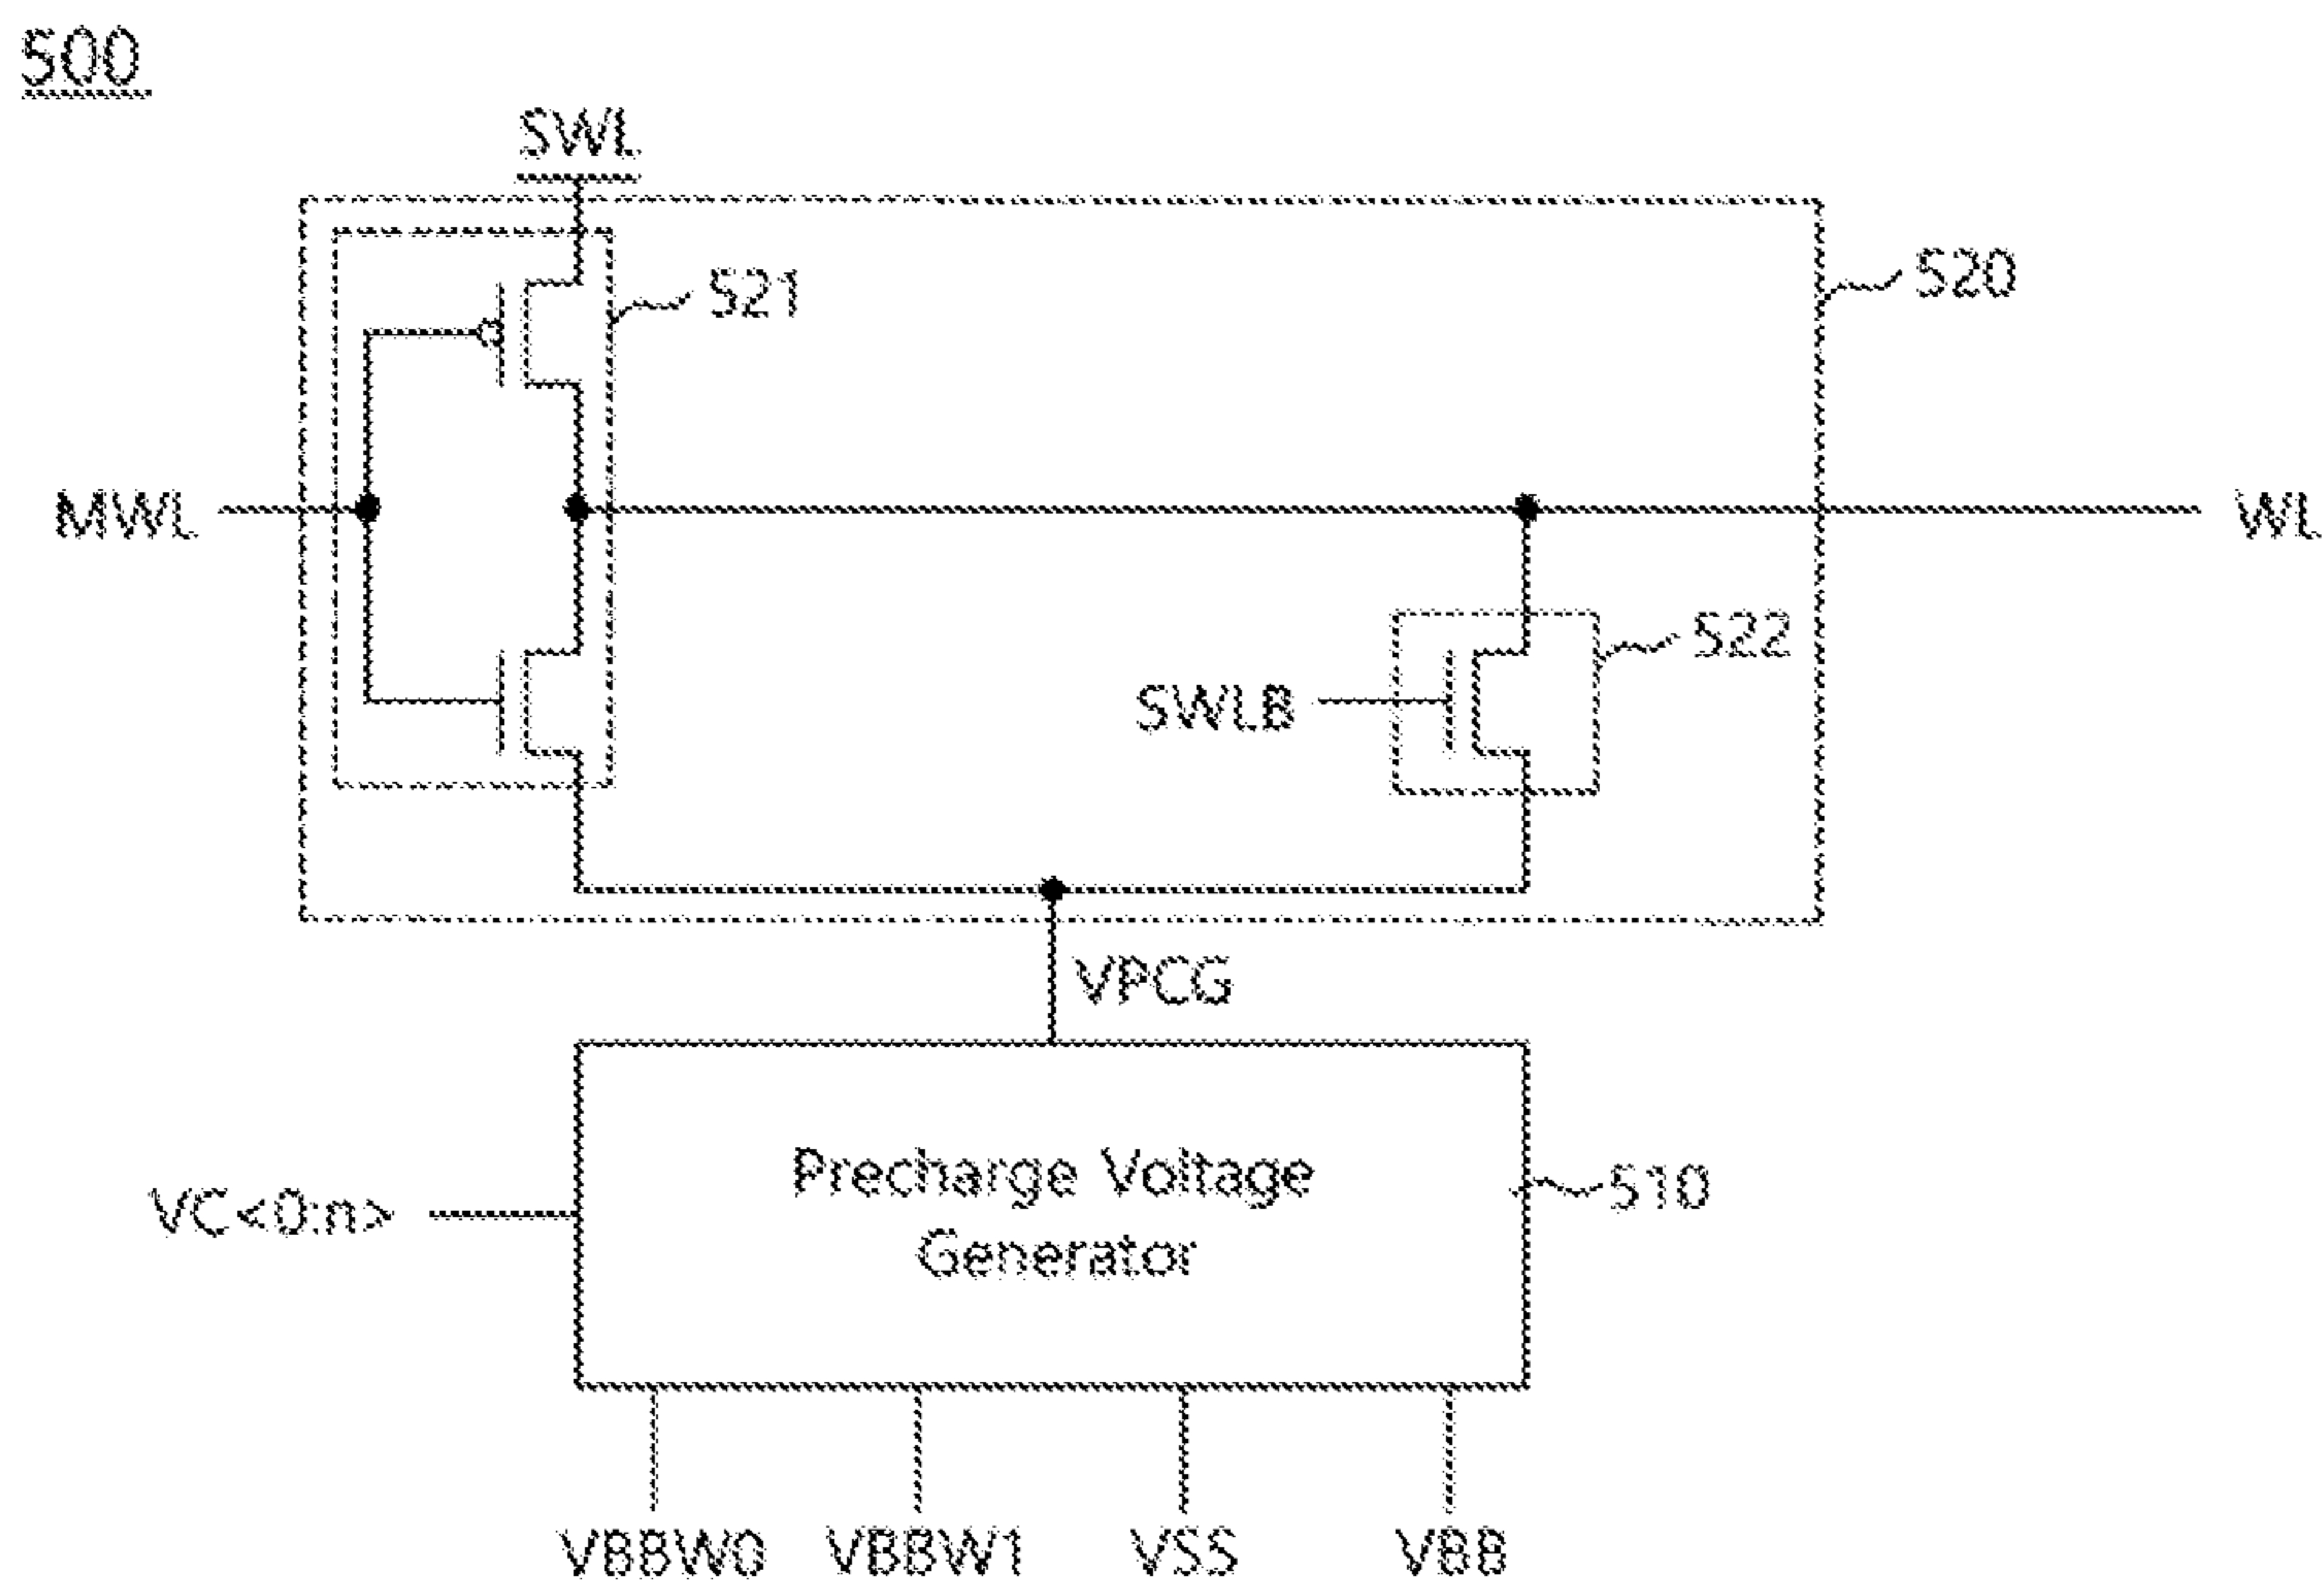 500
SWL
521
520
MWL
WL
522
SWLB
VPCG
Precharge Voltage
Generator
510
VC<0:n>
VBBW0
VBBW1
VSS
VBB